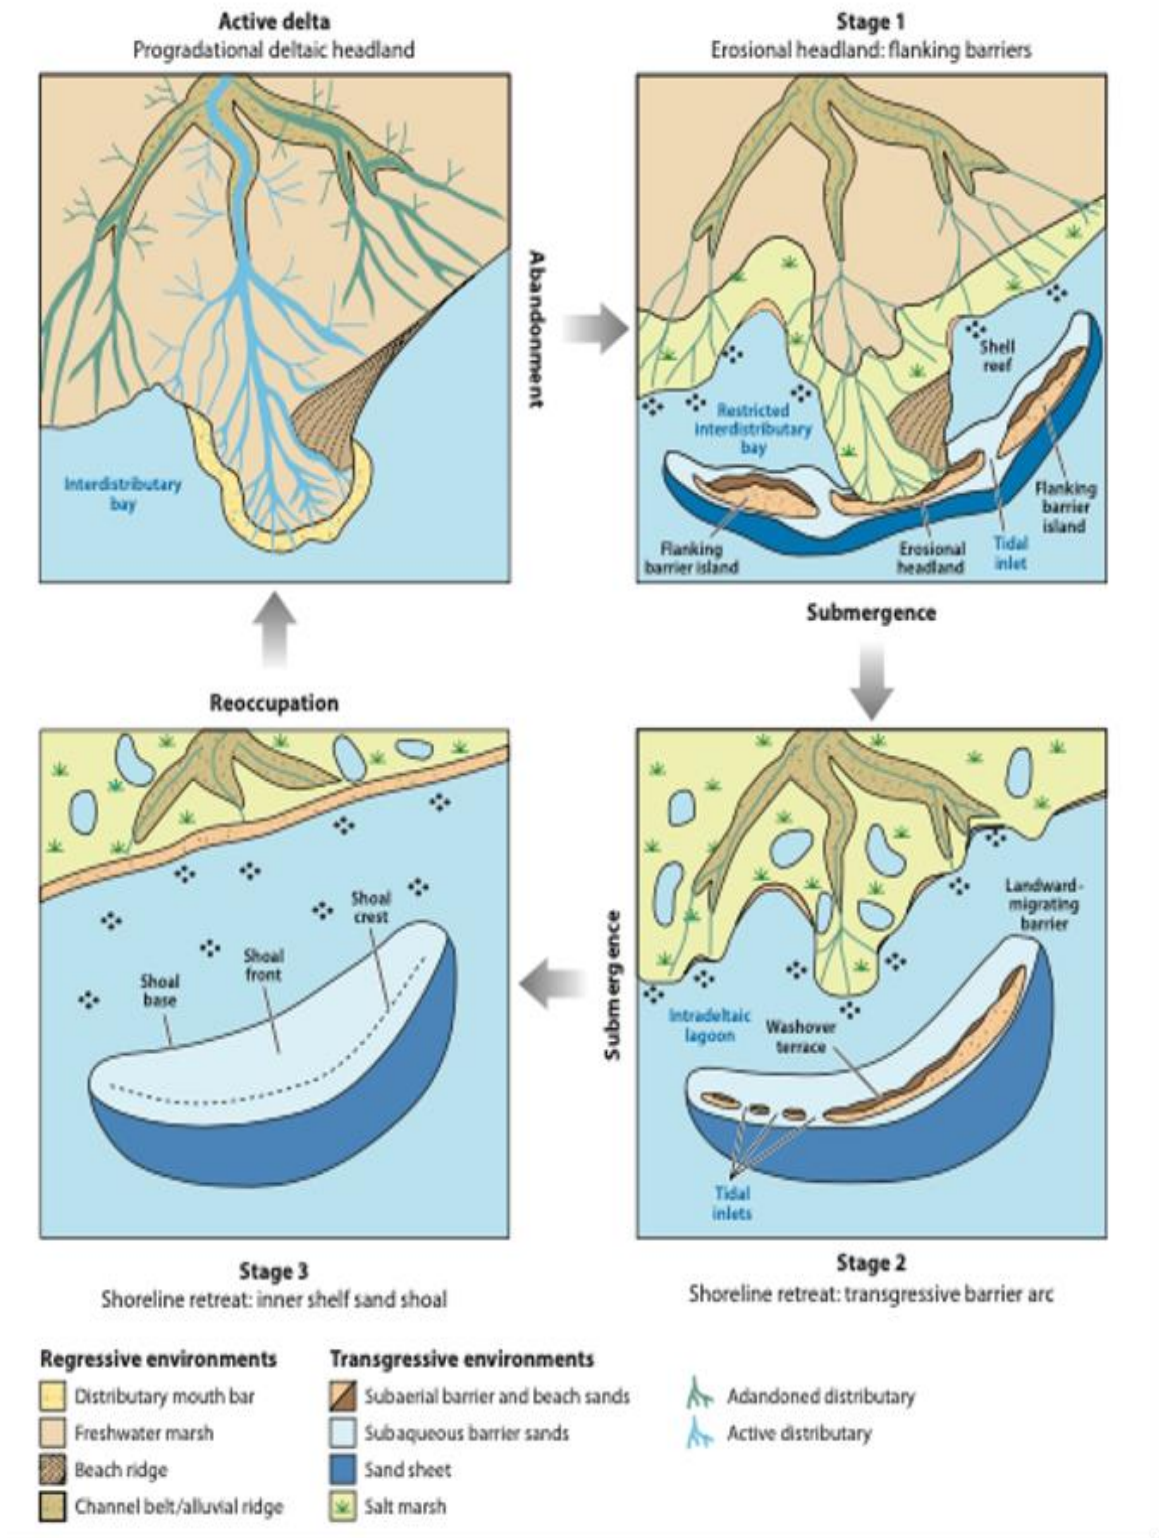 Active delta
Progradational deltaic headland
Interdistributary
bay
Abandonment
Stage 1
Erosional headland: flanking barriers
Shell
reef
Restricted
interdistributary
bay
Flanking
barrier
island
Flanking
barrier island
Erosional
headland
Tidal
inlet
Submergence
Reoccupation
Shoal
crest
Shoal
front
Shoal
base
Submergence
Landward-
migrating
barrier
Intradeltaic
lagoon
Washover
terrace
Tidal
inlets
Stage 3
Shoreline retreat: inner shelf sand shoal
Stage 2
Shoreline retreat: transgressive barrier arc
Regressive environments
Distributary mouth bar
Freshwater marsh
Beach ridge
Channel belt/alluvial ridge
Transgressive environments
Subaerial barrier and beach sands
Subaqueous barrier sands
Sand sheet
Salt marsh
Adandoned distributary
Active distributary